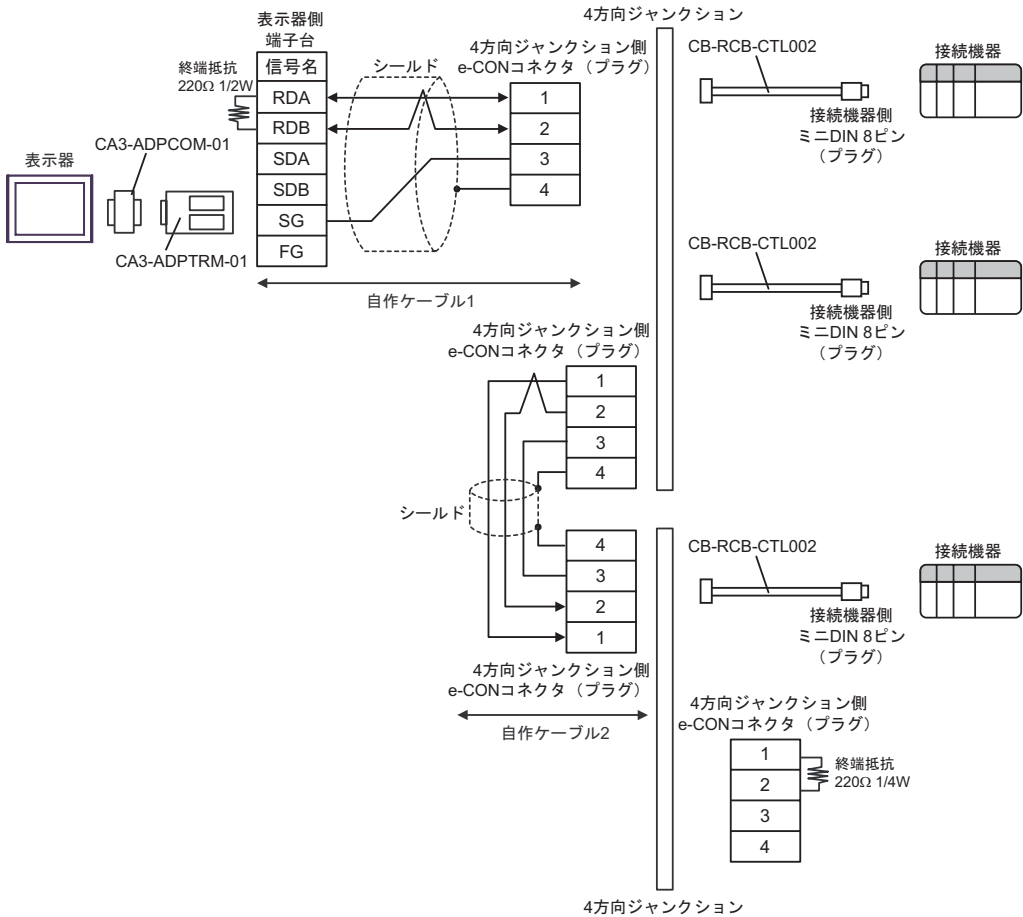 4方向ジャンクション
表示器側
端子台
信号名
RDA
RDB
SDA
SDB
SG
FG
終端抵抗
220Ω 1/2W
シールド
4方向ジャンクション側
e-CONコネクタ（プラグ）
1
2
3
4
表示器
CA3-ADPCOM-01
CA3-ADPTRM-01
自作ケーブル1
CB-RCB-CTL002
接続機器側
ミニDIN 8ピン
（プラグ）
接続機器
CB-RCB-CTL002
接続機器側
ミニDIN 8ピン
（プラグ）
接続機器
4方向ジャンクション側
e-CONコネクタ（プラグ）
1
2
3
4
シールド
4
3
2
1
4方向ジャンクション側
e-CONコネクタ（プラグ）
自作ケーブル2
CB-RCB-CTL002
接続機器側
ミニDIN 8ピン
（プラグ）
接続機器
4方向ジャンクション側
e-CONコネクタ（プラグ）
1
2
3
4
終端抵抗
220Ω 1/4W
4方向ジャンクション